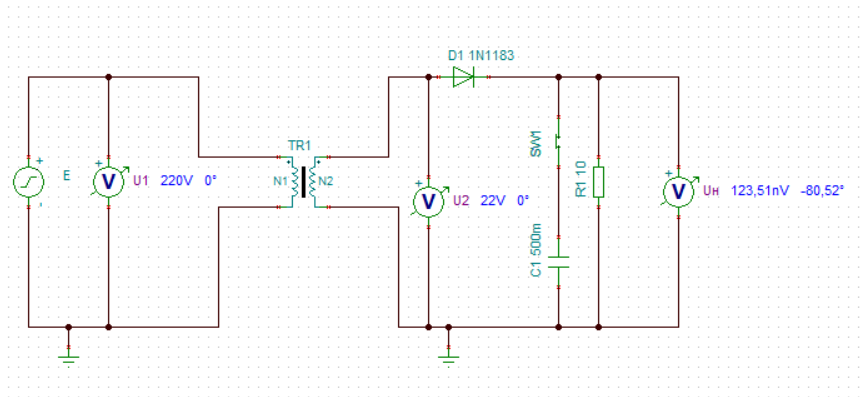 D1 1N1183
TR1
N1
N2
E
+
U1 220V 0°
V
+
U2 22V 0°
V
+
SW1
R1 10
C1 500m
Uн 123,51nV -80,52°
V
+